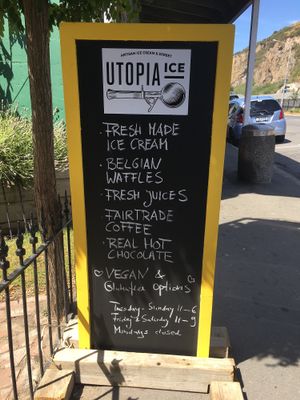 ARTISAN ICE CREAM & SORBET
UTOPIA ICE
· FRESH MADE
ICE CREAM
· BELGIAN
WAFFLES
· FRESH JUICES
· FAIRTRADE
COFFEE
· REAL HOT
CHOCOLATE
♡ VEGAN &
Glutenfree Options
Tuesday - Sunday 11-6
Friday & Saturday 11-9
Mondays closed